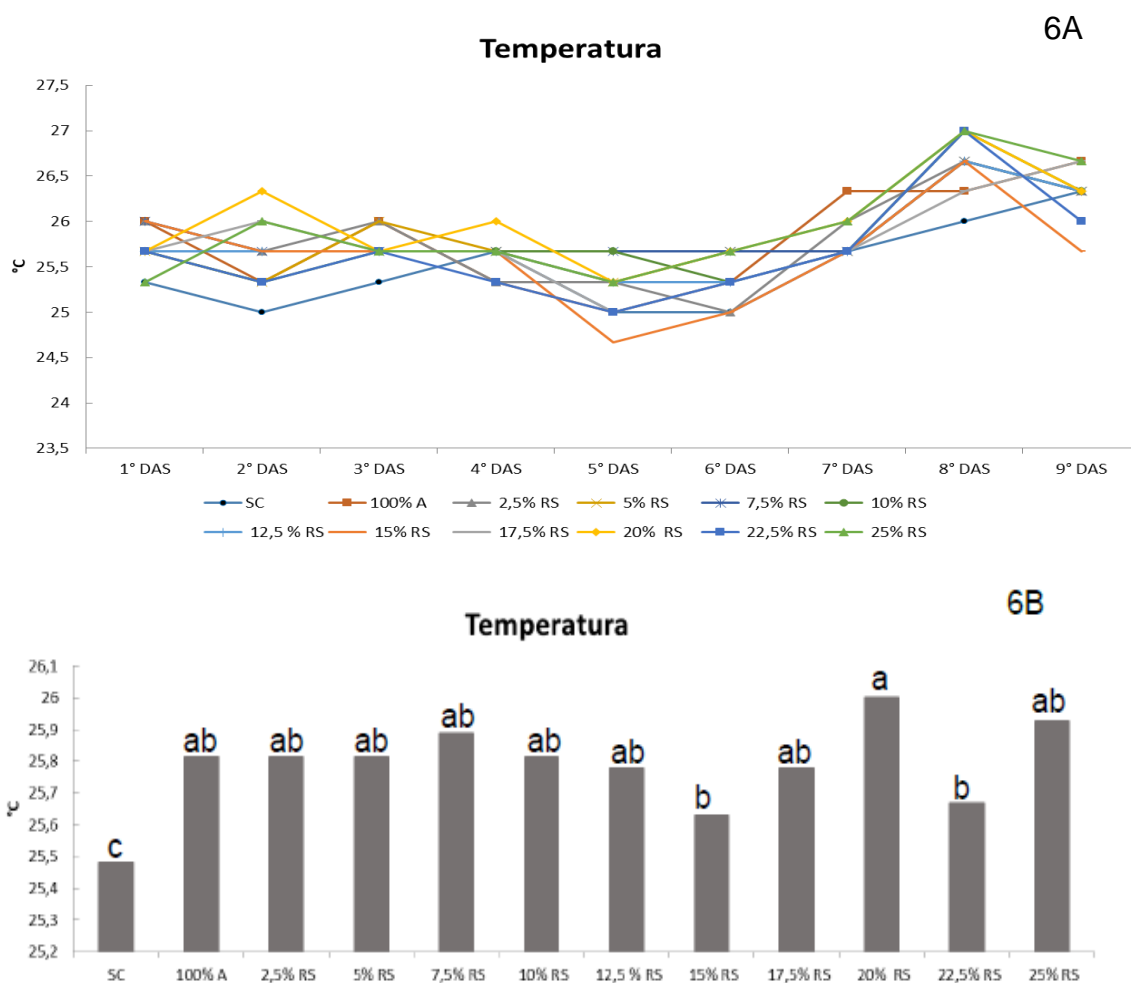 6A
Temperatura
27,5
27
26,5
26
25,5
25
24,5
24
23,5
°C
1° DAS 2° DAS 3° DAS 4° DAS 5° DAS 6° DAS 7° DAS 8° DAS 9° DAS
SC 100% A 2,5% RS 5% RS 7,5% RS 10% RS
12,5 % RS 15% RS 17,5% RS 20% RS 22,5% RS 25% RS
6B
Temperatura
26,1
26
25,9
25,8
25,7
25,6
25,5
25,4
25,3
25,2
°C
c ab ab ab ab ab ab b ab a b ab
SC 100% A 2,5% RS 5% RS 7,5% RS 10% RS 12,5 % RS 15% RS 17,5% RS 20% RS 22,5% RS 25% RS